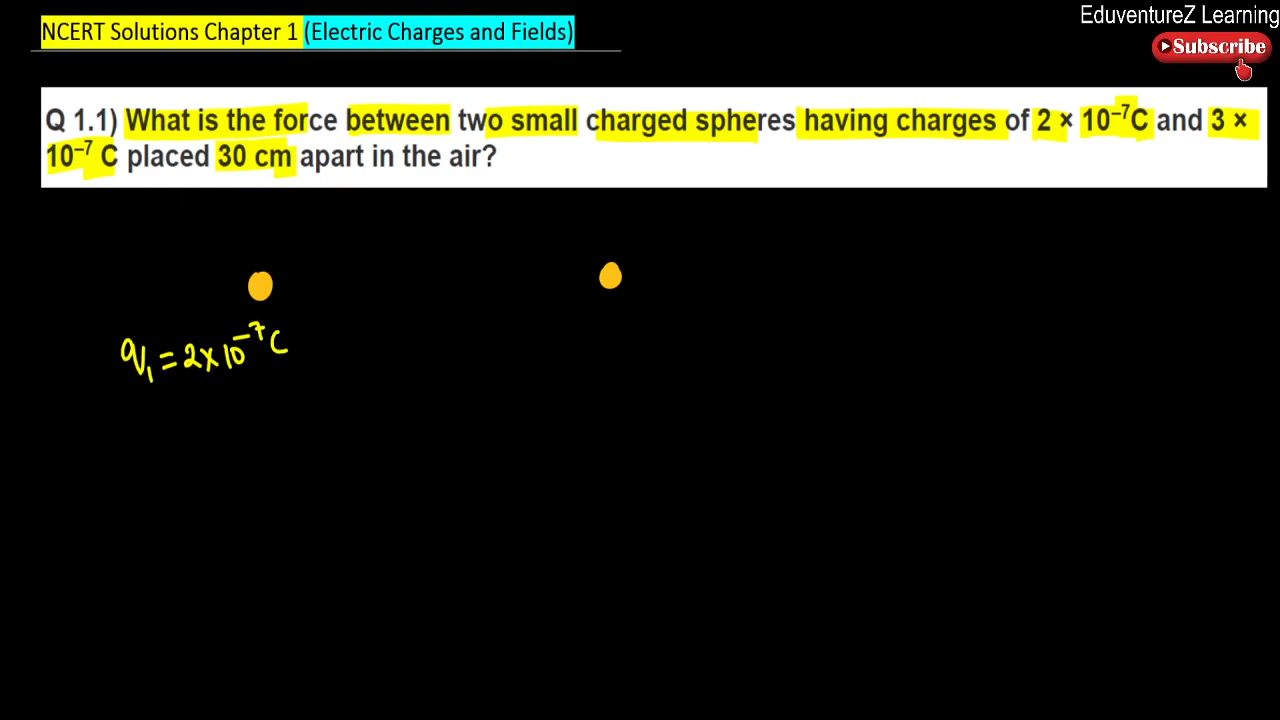 EduventureZ Learning
NCERT Solutions Chapter 1 (Electric Charges and Fields)
Subscribe
Q 1.1) What is the force between two small charged spheres having charges of 2 × 10⁻⁷C and 3 ×
10⁻⁷ C placed 30 cm apart in the air?
q₁ = 2×10⁻⁷C